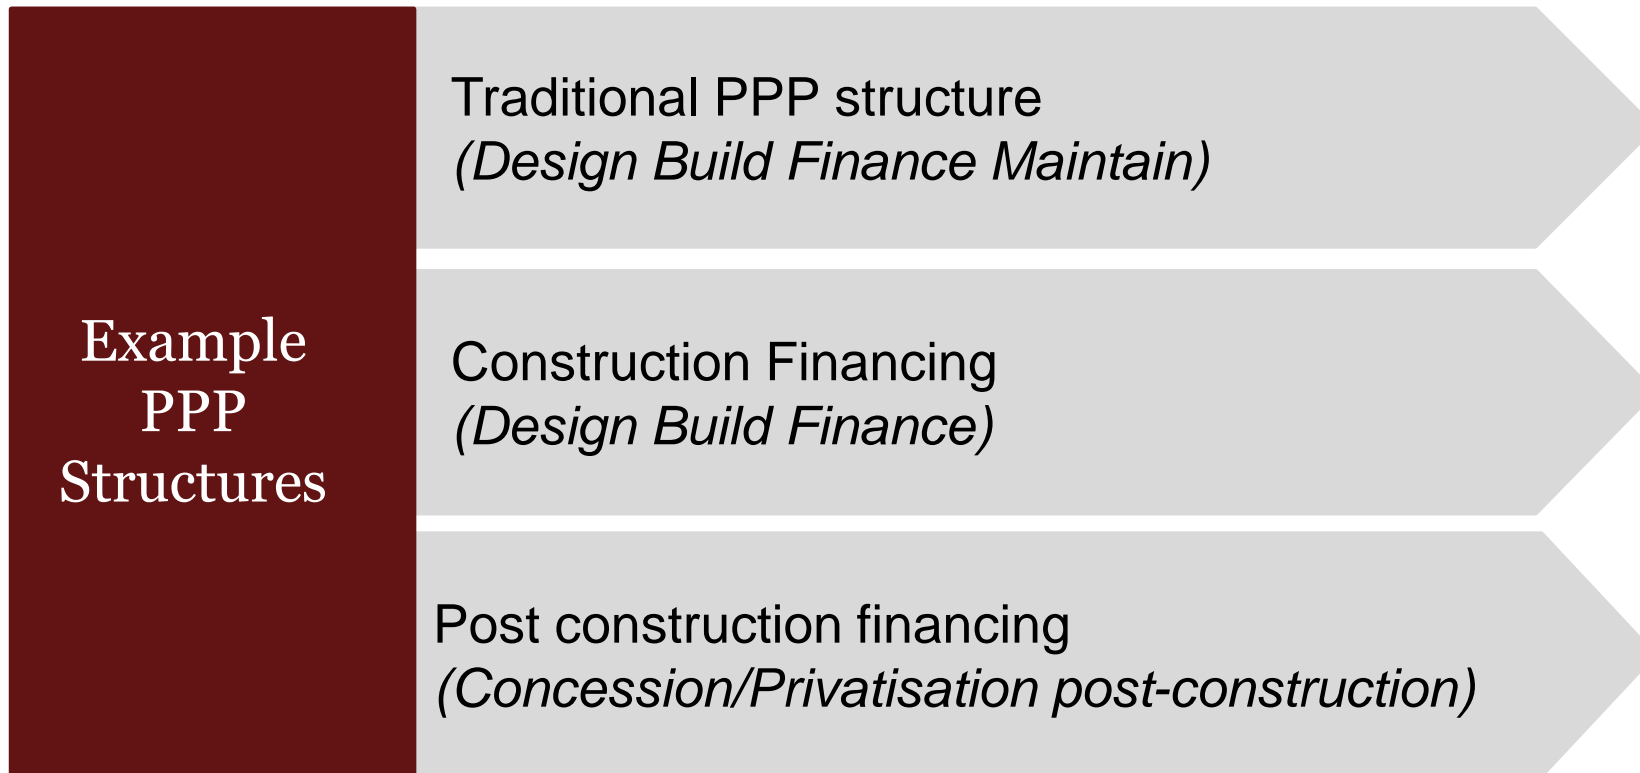 Example
PPP
Structures
Traditional PPP structure
(Design Build Finance Maintain)
Construction Financing
(Design Build Finance)
Post construction financing
(Concession/Privatisation post-construction)